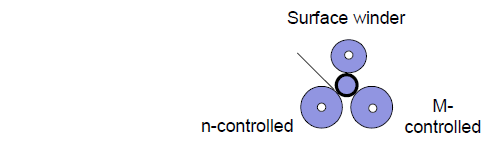 Surface winder
n-controlled
M-
controlled